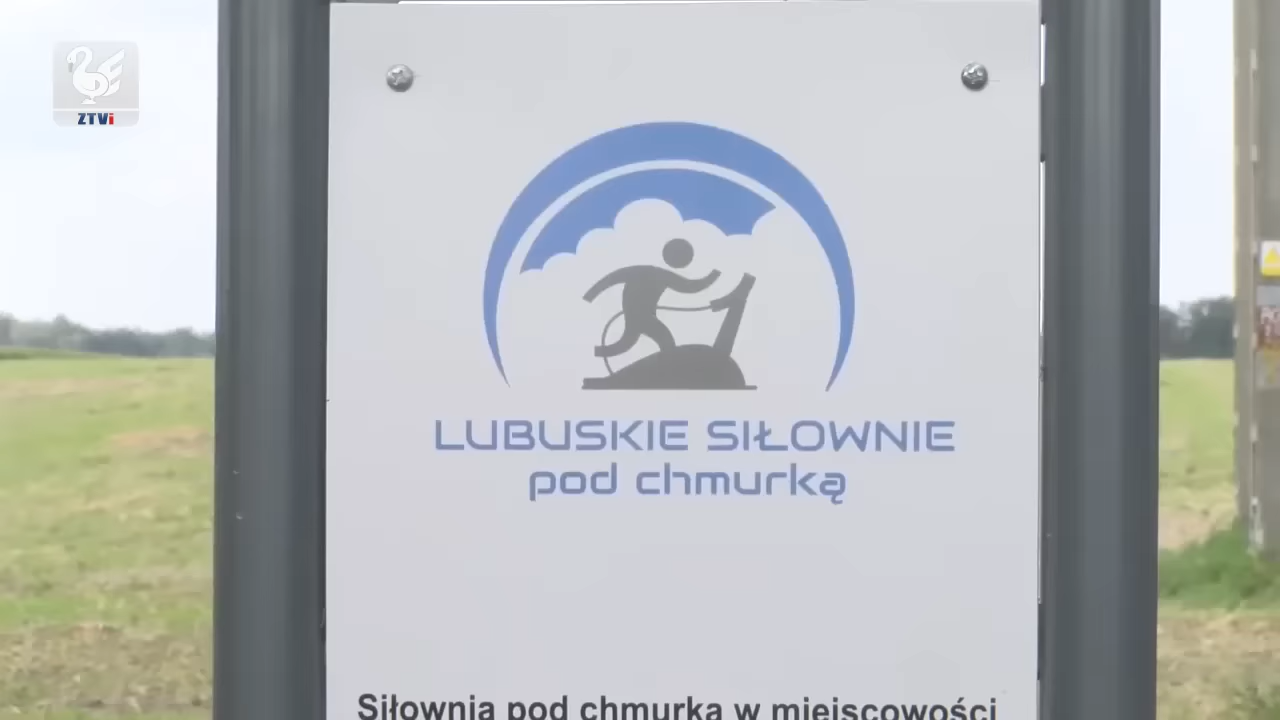 ZTVi
LUBUSKIE SIŁOWNIE
pod chmurką
Siłownia pod chmurką w miejscowości